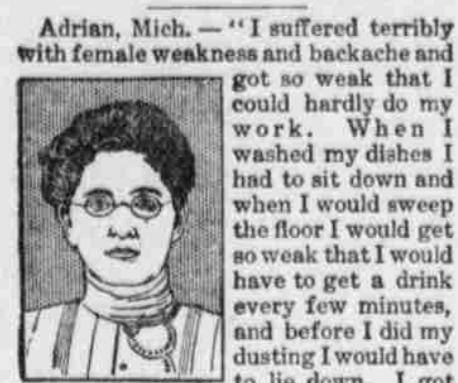 Adrian, Mich. — "I suffered terribly
with female weakness and backache and
got so weak that I
could hardly do my
work. When I
washed my dishes I
had to sit down and
when I would sweep
the floor I would get
so weak that I would
have to get a drink
every few minutes,
and before I did my
dusting I would have
to lie down. I got